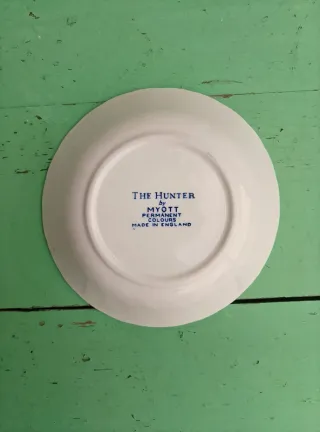 THE HUNTER
by
MYOTT
PERMANENT
COLOURS
MADE IN ENGLAND